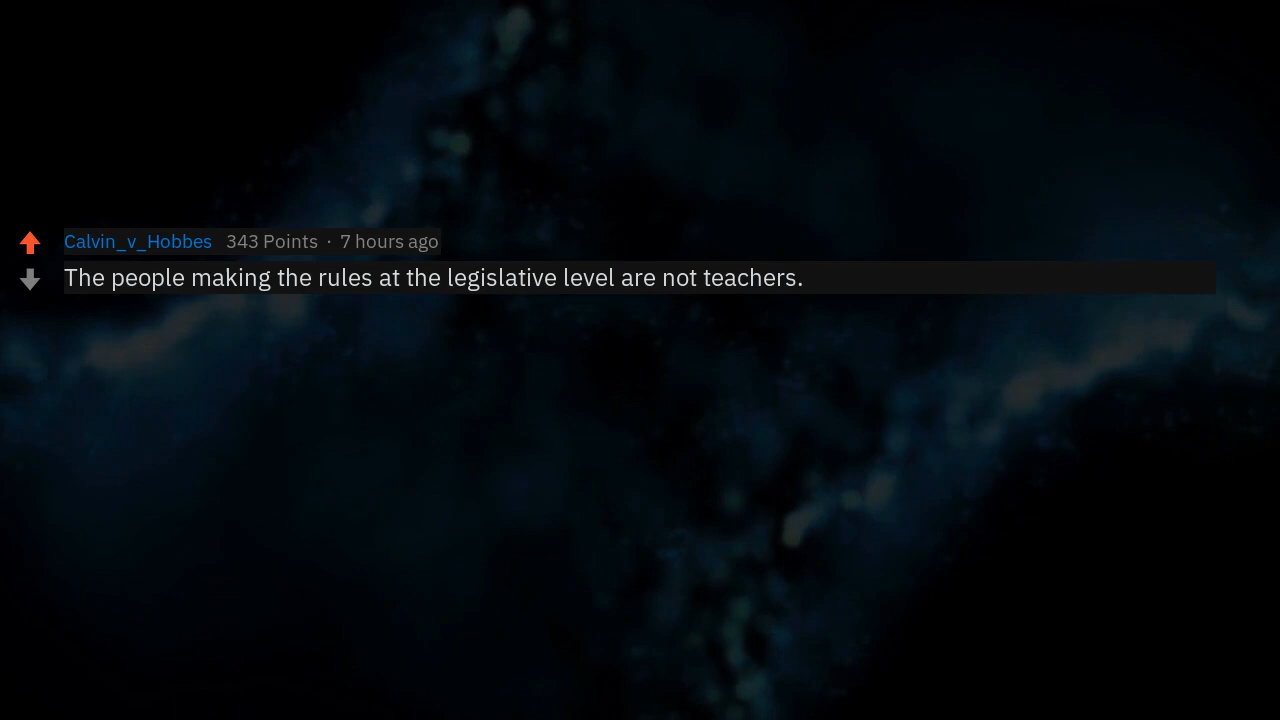 Calvin_v_Hobbes 343 Points · 7 hours ago
The people making the rules at the legislative level are not teachers.